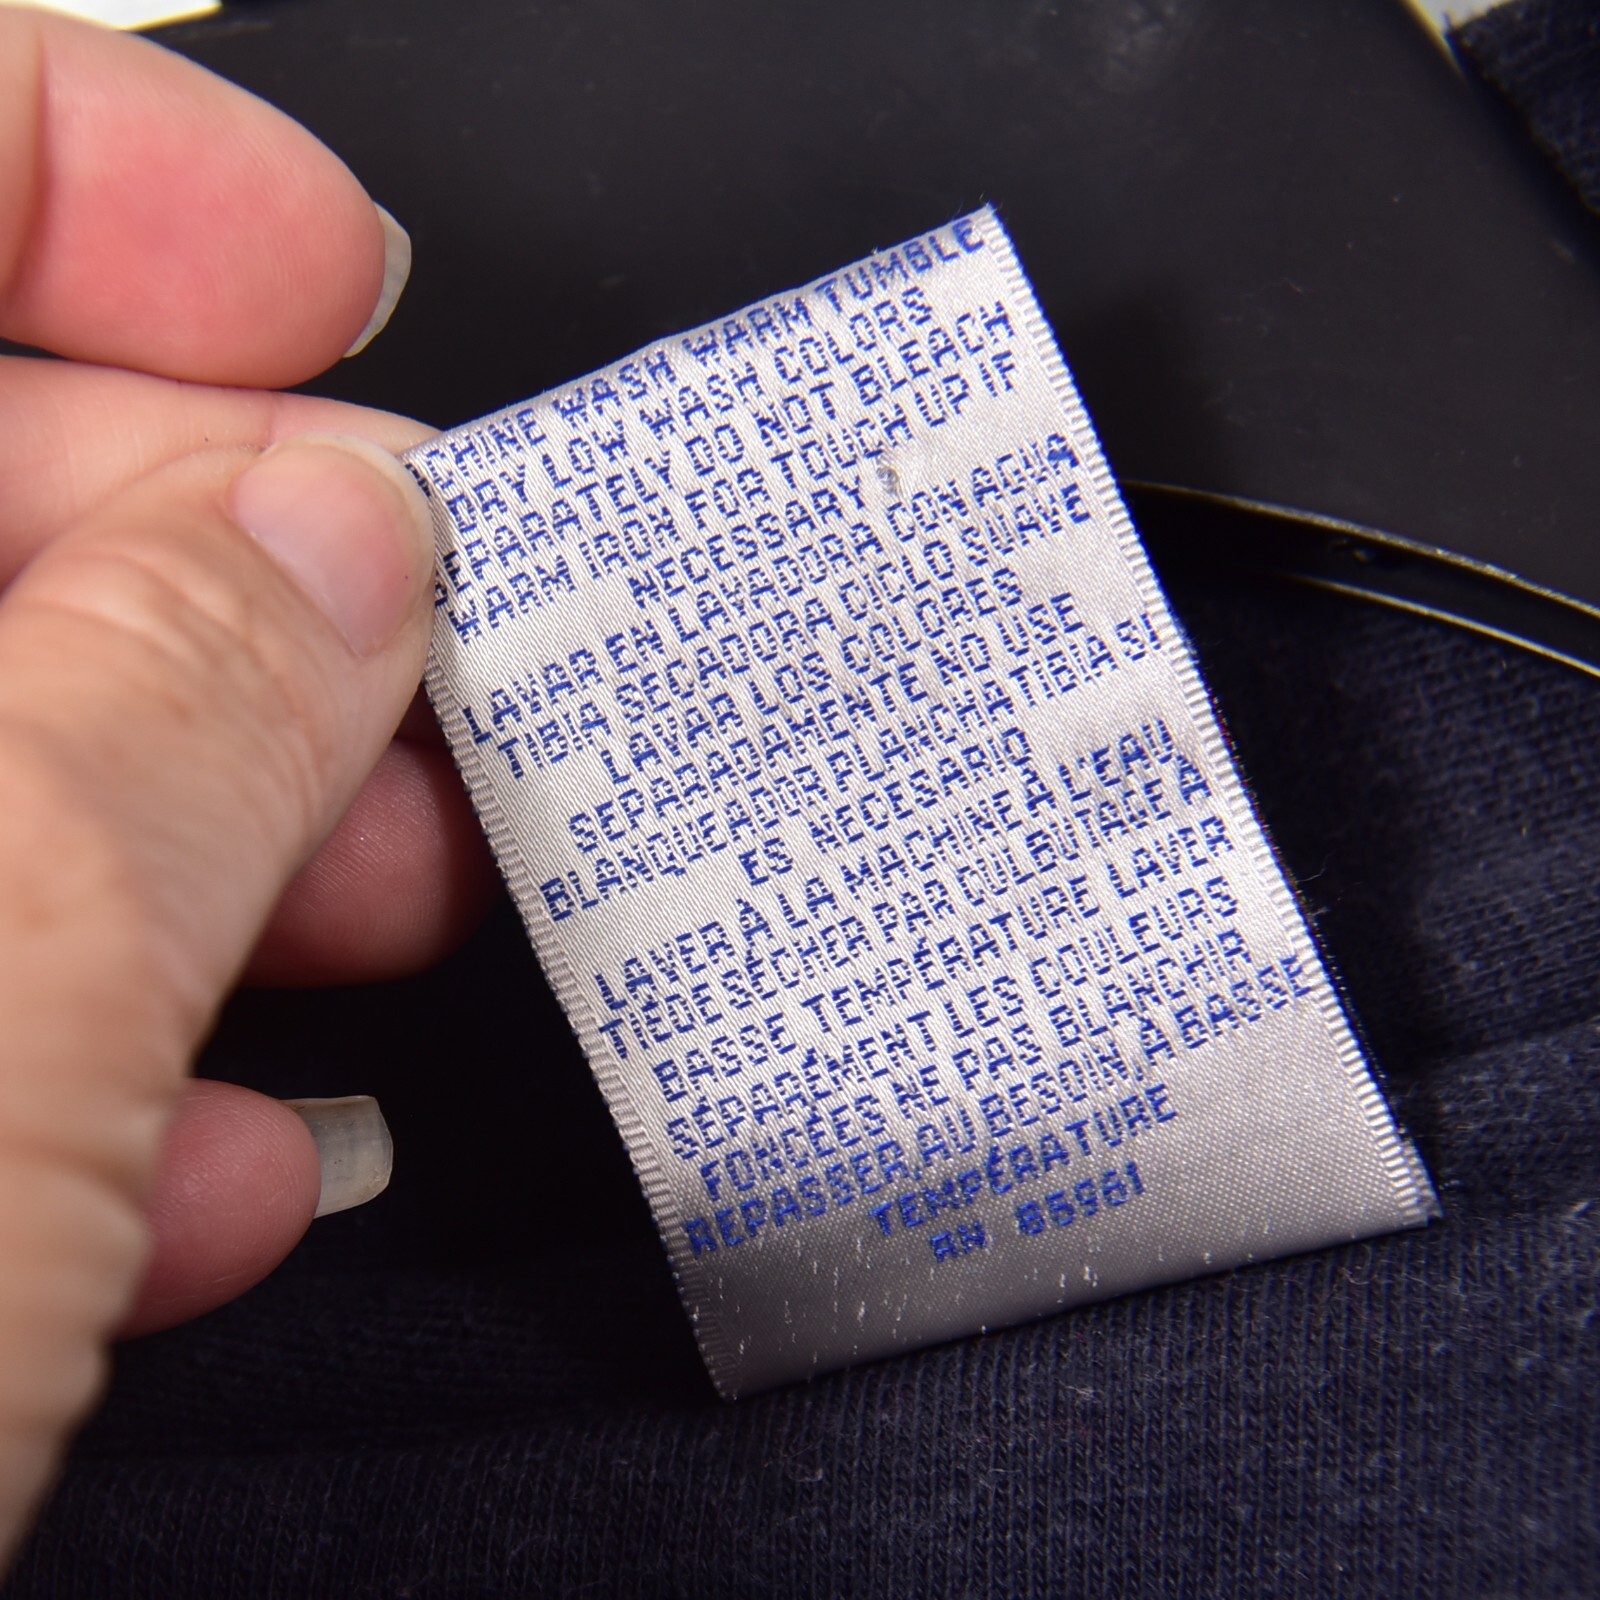 MACHINE WASH WARM TUMBLE
DRY LOW WASH COLORS
SEPARATELY DO NOT BLEACH
WARM IRON FOR TOUCH UP IF
NECESSARY
LAVAR EN LAVADORA CON AGUA
TIBIA SECADORA CICLO SUAVE
LAVAR LOS COLORES
SEPARADAMENTE NO USE
BLANQUEADOR PLANCHA TIBIA SI
ES NECESARIO
LAVER À LA MACHINE À L'EAU
TIEDE SÉCHER PAR CULBUTAGE À
BASSE TEMPÉRATURE LAVER
SÉPARÉMENT LES COULEURS
FONCÉES NE PAS BLANCHIR
REPASSER, AU BESOIN, À BASSE
TEMPÉRATURE
RN